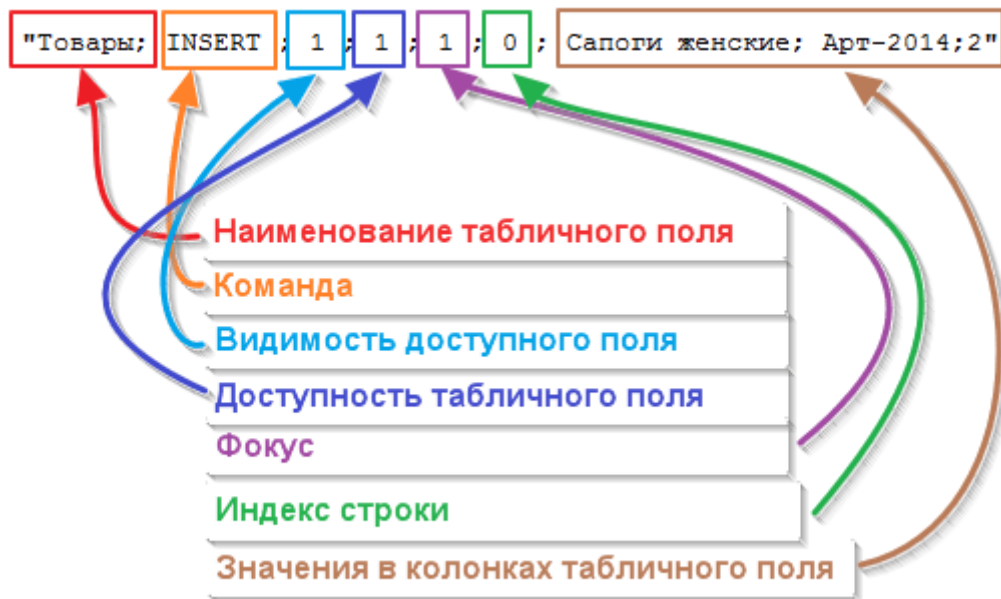 "Товары; INSERT ; 1 ; 1 ; 1 ; 0 ; Сапоги женские; Арт-2014;2"
Наименование табличного поля
Команда
Видимость доступного поля
Доступность табличного поля
Фокус
Индекс строки
Значения в колонках табличного поля